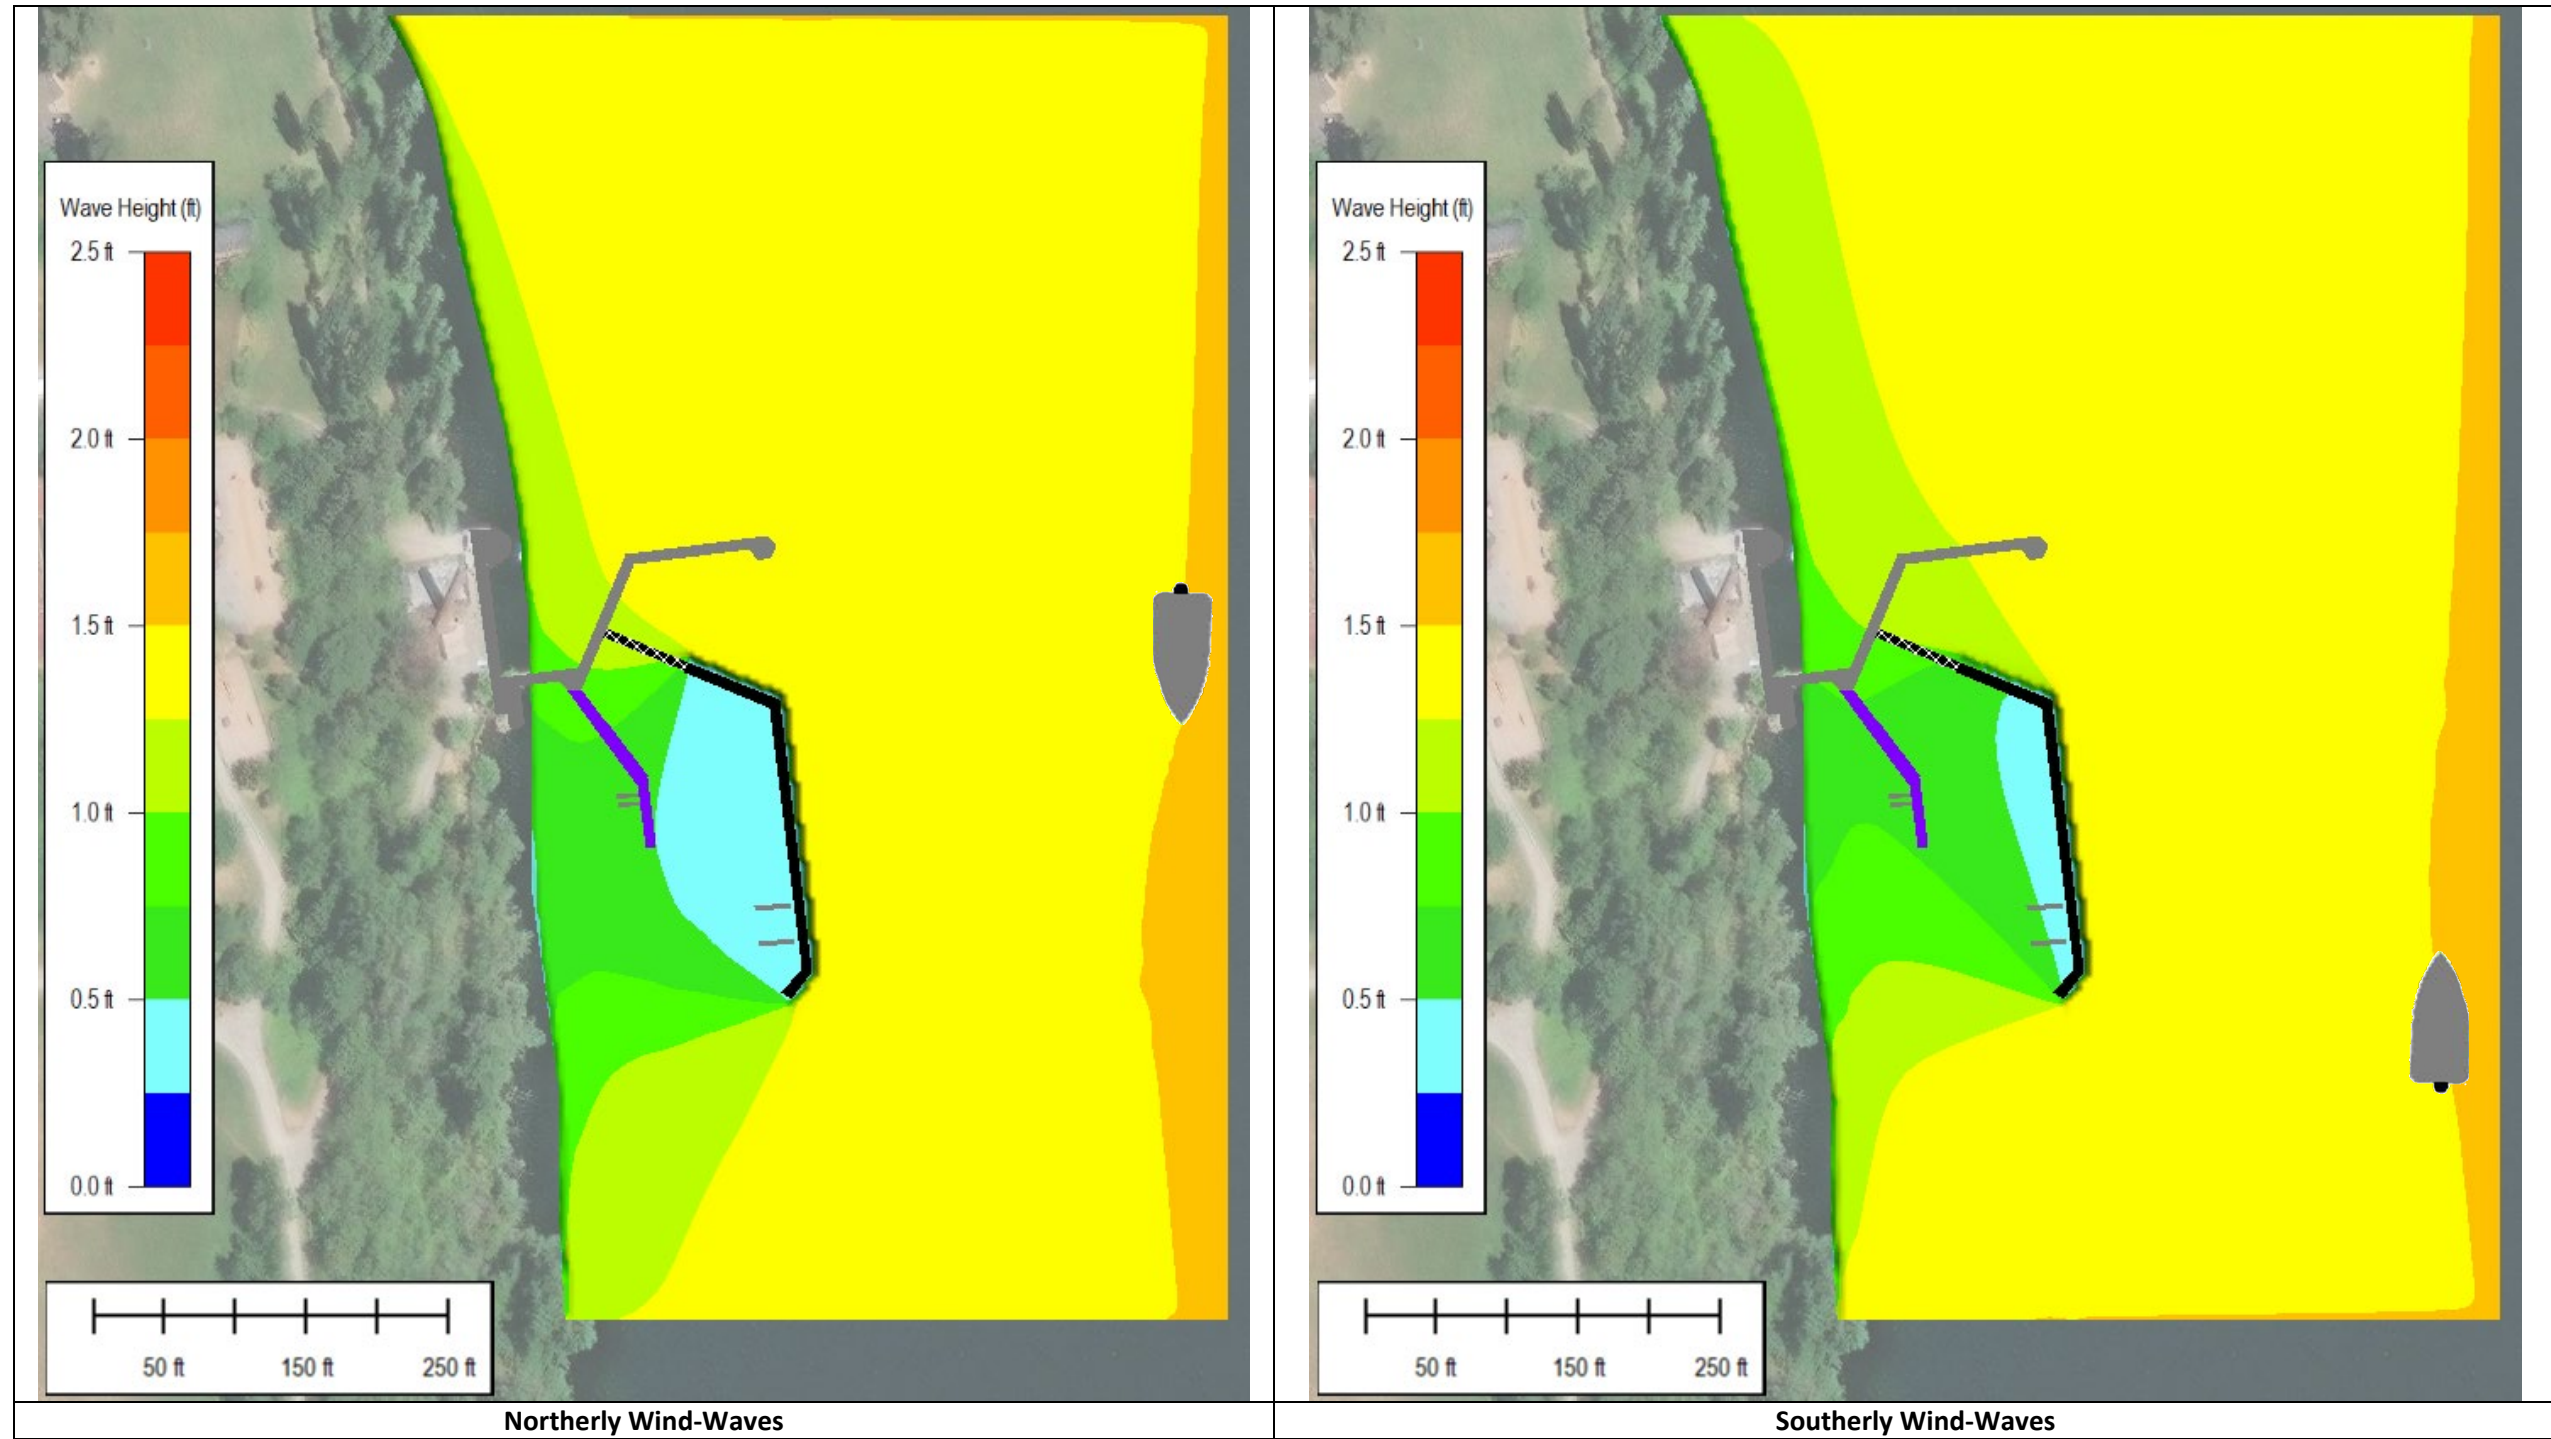 Wave Height (ft)
2.5 ft
2.0 ft
1.5 ft
1.0 ft
0.5 ft
0.0 ft
50 ft 150 ft 250 ft
Northerly Wind-Waves
Wave Height (ft)
2.5 ft
2.0 ft
1.5 ft
1.0 ft
0.5 ft
0.0 ft
50 ft 150 ft 250 ft
Southerly Wind-Waves